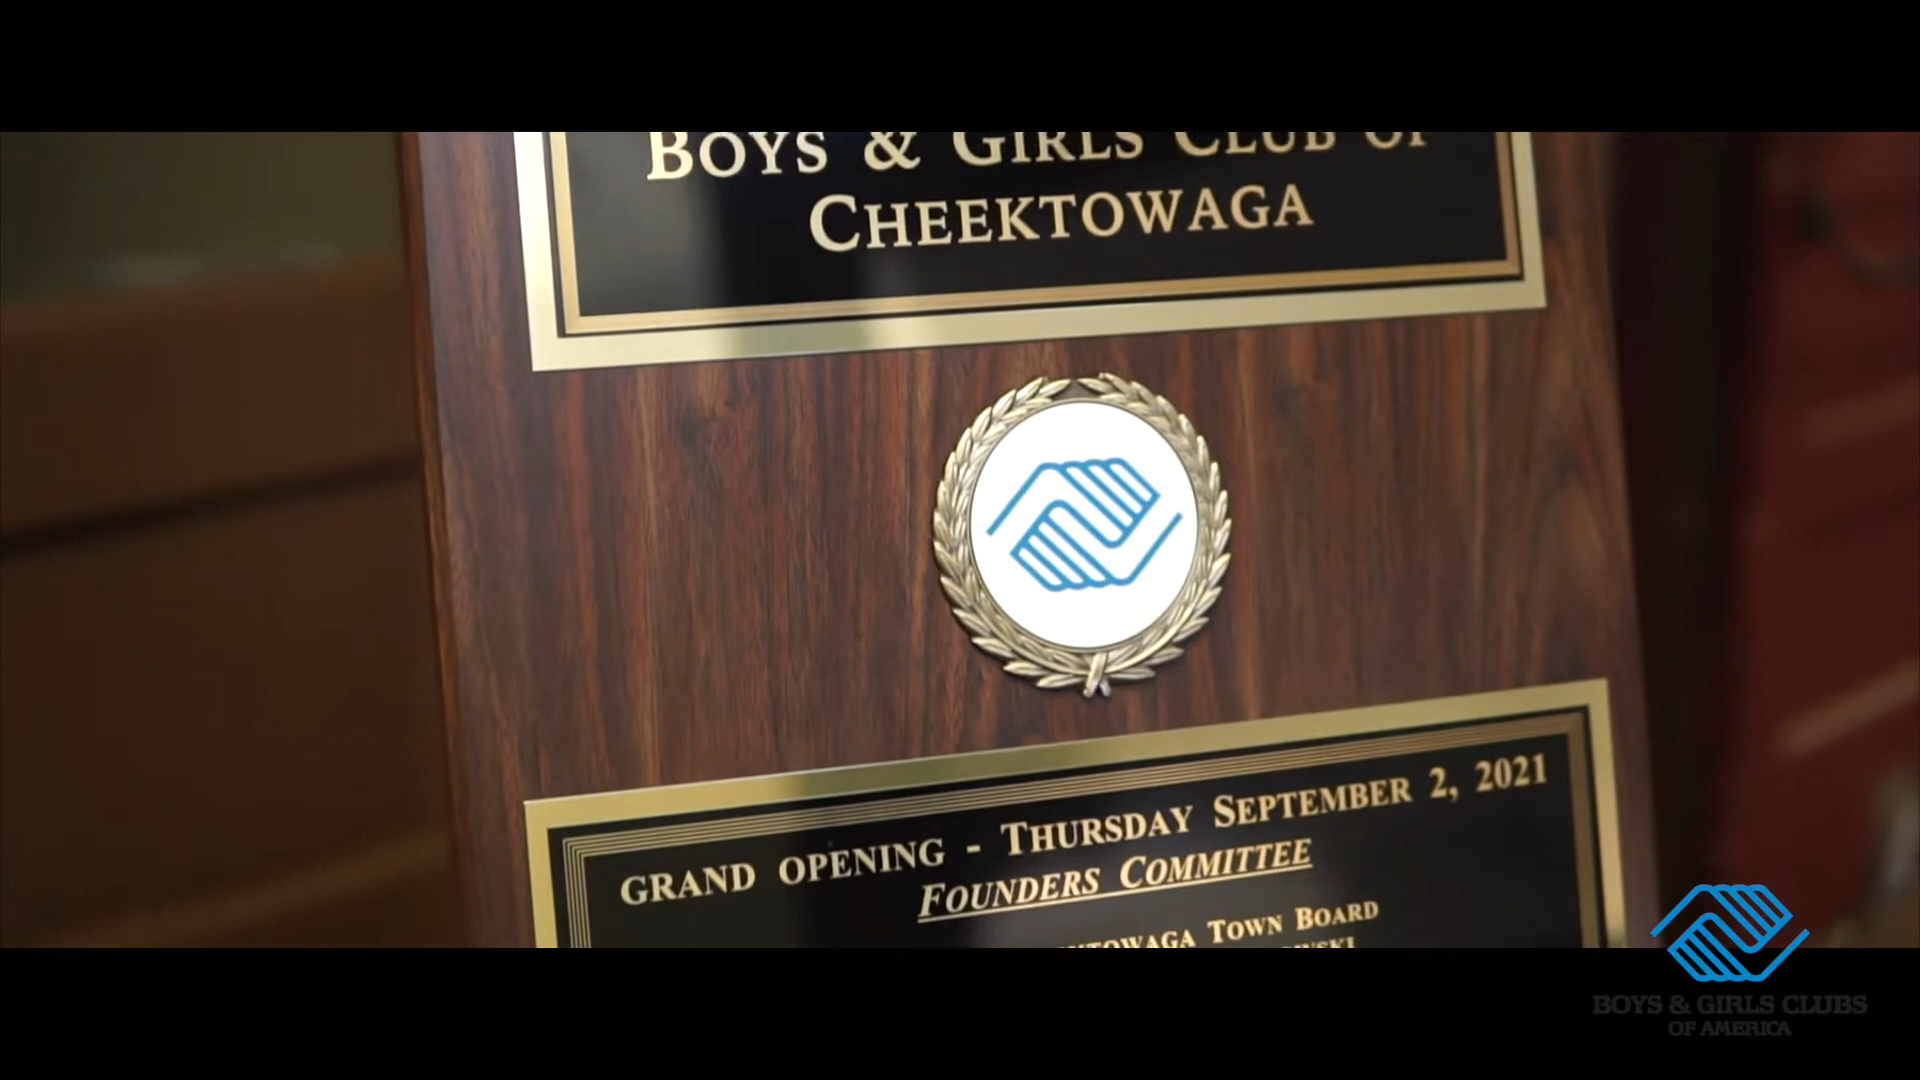 BOYS & GIRLS CLUB OF
CHEEKTOWAGA
GRAND OPENING - THURSDAY SEPTEMBER 2, 2021
FOUNDERS COMMITTEE
TOWN BOARD
BOYS & GIRLS CLUBS
OF AMERICA